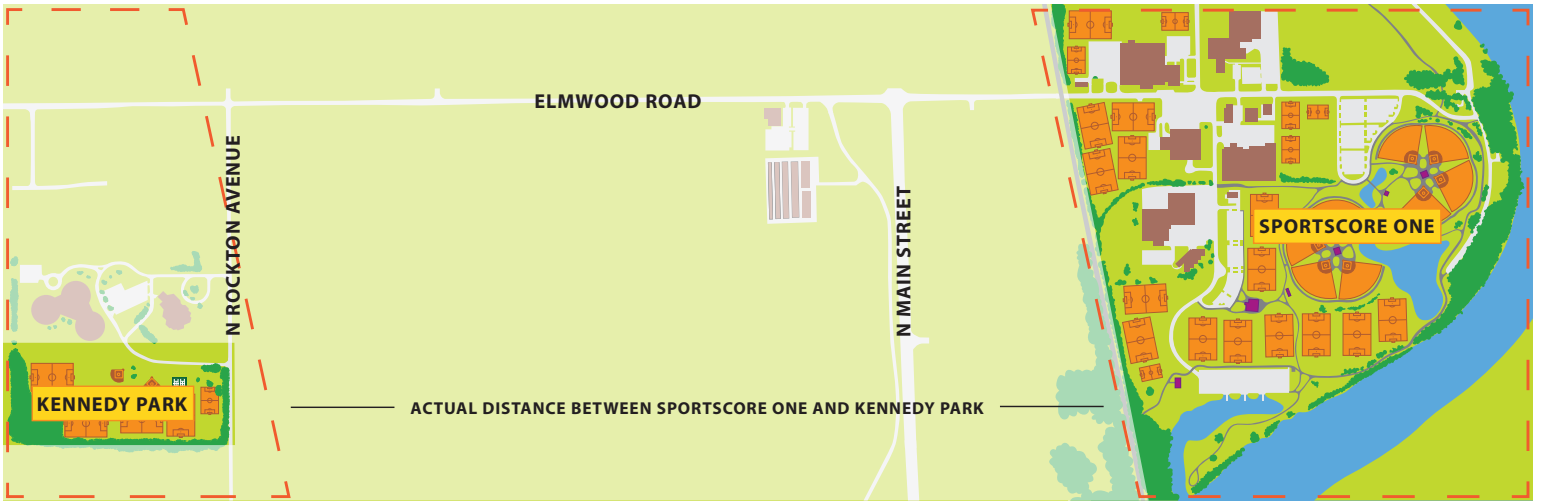 ELMWOOD ROAD
N ROCKTON AVENUE
N MAIN STREET
SPORTSCORE ONE
KENNEDY PARK
ACTUAL DISTANCE BETWEEN SPORTSCORE ONE AND KENNEDY PARK